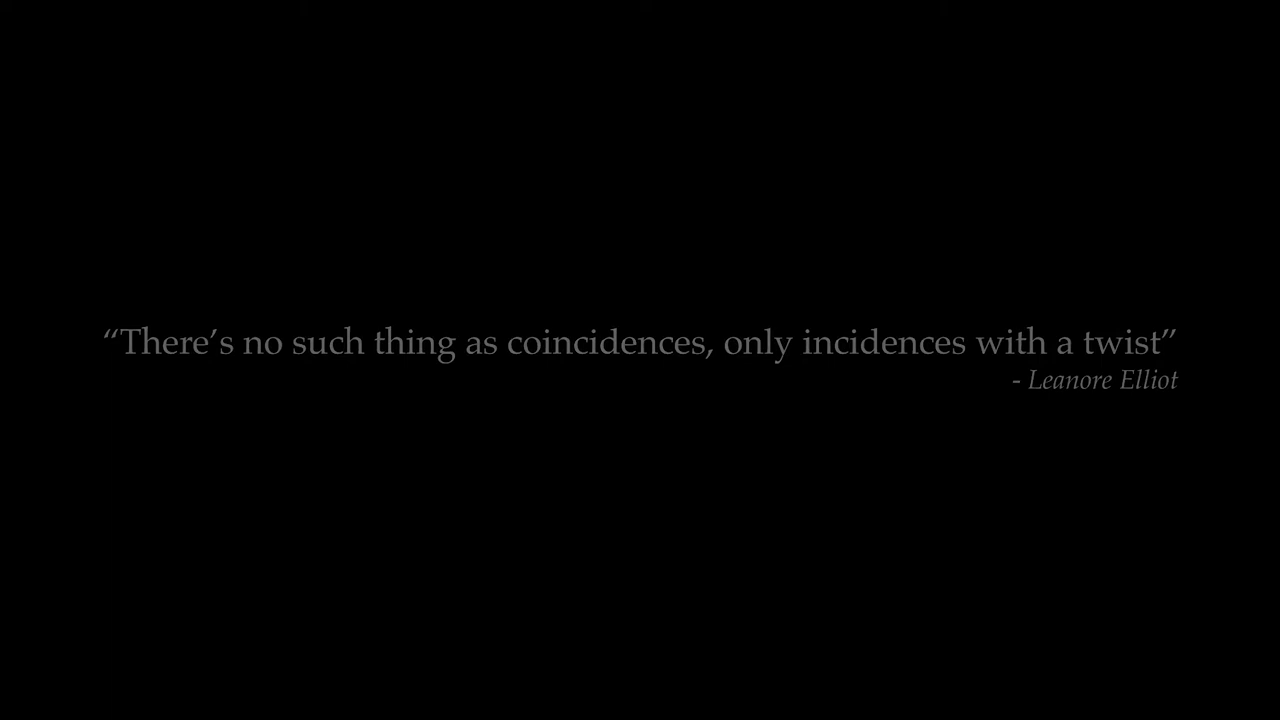 “There’s no such thing as coincidences, only incidences with a twist”
- Leanore Elliot